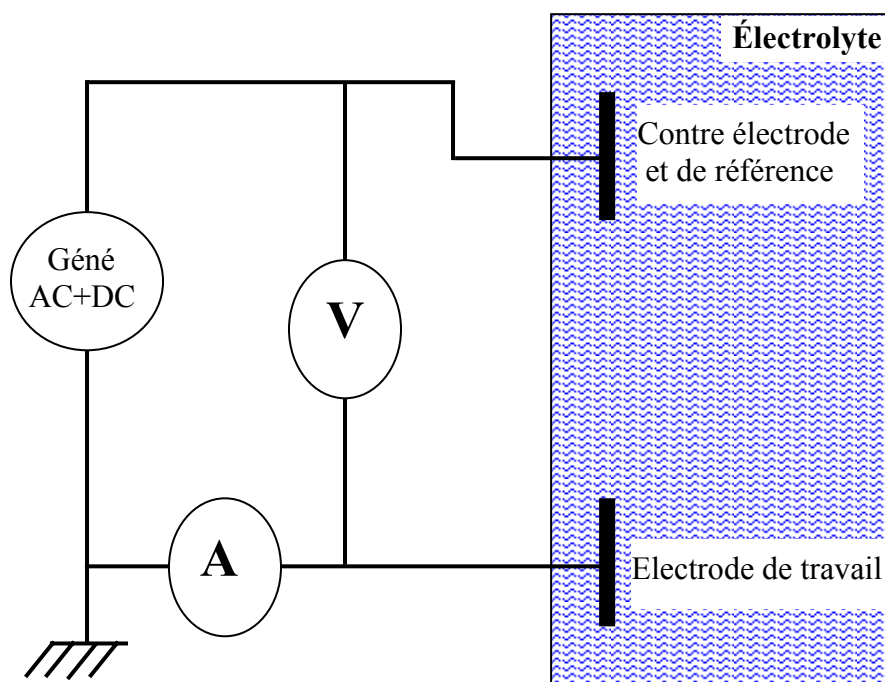 Électrolyte
Contre électrode
et de référence
Géné
AC+DC
V
A
Electrode de travail